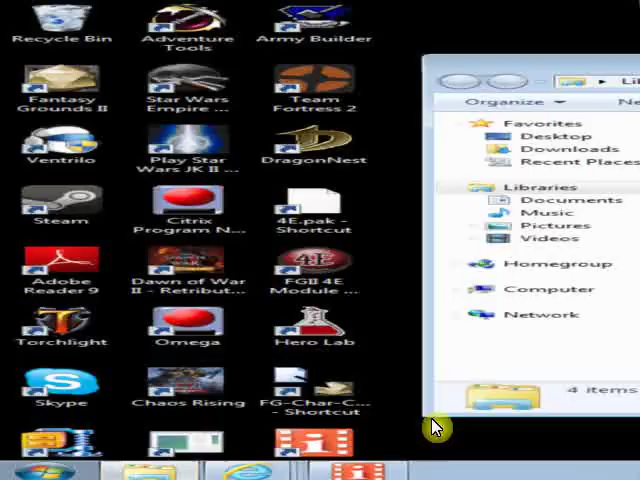 Recycle Bin
Adventure
Tools
Army Builder
Fantasy
Grounds II
Star Wars
Empire ...
Team
Fortress 2
Ventrilo
Play Star
Wars JK II ...
DragonNest
Steam
Citrix
Program N...
4E.pak -
Shortcut
Adobe
Reader 9
Dawn of War
II - Retribut...
4E
FGII 4E
Module ...
Torchlight
Omega
Hero Lab
Skype
Chaos Rising
FG-Char-C...
- Shortcut
Lib
Organize
Ne
Favorites
Desktop
Downloads
Recent Places
Libraries
Documents
Music
Pictures
Videos
Homegroup
Computer
Network
4 items